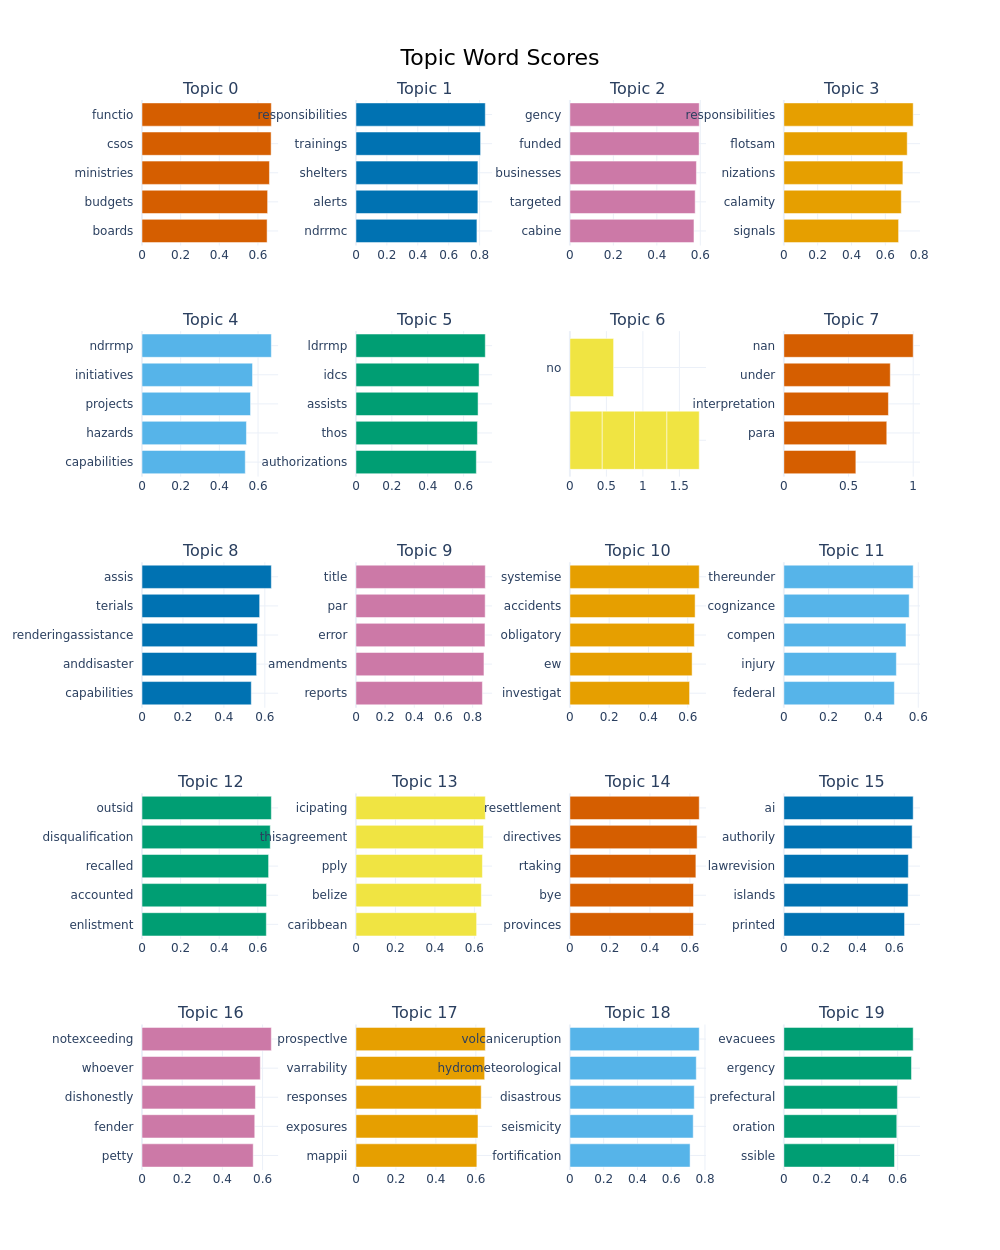 Topic Word Scores
Topic 0
functio
csos
ministries
budgets
boards
0 0.2 0.4 0.6
Topic 1
responsibilities
trainings
shelters
alerts
ndrrmc
0 0.2 0.4 0.6 0.8
Topic 2
gency
funded
businesses
targeted
cabine
0 0.2 0.4 0.6
Topic 3
responsibilities
flotsam
nizations
calamity
signals
0 0.2 0.4 0.6 0.8
Topic 4
ndrrmp
initiatives
projects
hazards
capabilities
0 0.2 0.4 0.6
Topic 5
ldrrmp
idcs
assists
thos
authorizations
0 0.2 0.4 0.6
Topic 6
no
0 0.5 1 1.5
Topic 7
nan
under
interpretation
para
0 0.5 1
Topic 8
assis
terials
renderingassistance
anddisaster
capabilities
0 0.2 0.4 0.6
Topic 9
title
par
error
amendments
reports
0 0.2 0.4 0.6 0.8
Topic 10
systemise
accidents
obligatory
ew
investigat
0 0.2 0.4 0.6
Topic 11
thereunder
cognizance
compen
injury
federal
0 0.2 0.4 0.6
Topic 12
outsid
disqualification
recalled
accounted
enlistment
0 0.2 0.4 0.6
Topic 13
icipating
thisagreement
pply
belize
caribbean
0 0.2 0.4 0.6
Topic 14
resettlement
directives
rtaking
bye
provinces
0 0.2 0.4 0.6
Topic 15
ai
authorily
lawrevision
islands
printed
0 0.2 0.4 0.6
Topic 16
notexceeding
whoever
dishonestly
fender
petty
0 0.2 0.4 0.6
Topic 17
prospectlve
varrability
responses
exposures
mappii
0 0.2 0.4 0.6
Topic 18
volcaniceruption
hydrometeorological
disastrous
seismicity
fortification
0 0.2 0.4 0.6 0.8
Topic 19
evacuees
ergency
prefectural
oration
ssible
0 0.2 0.4 0.6